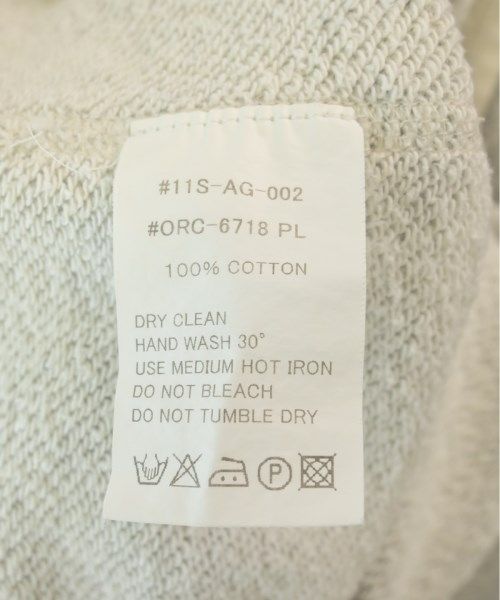 #11S-AG-002
#ORC-6718 PL
100% COTTON
DRY CLEAN
HAND WASH 30°
USE MEDIUM HOT IRON
DO NOT BLEACH
DO NOT TUMBLE DRY
P